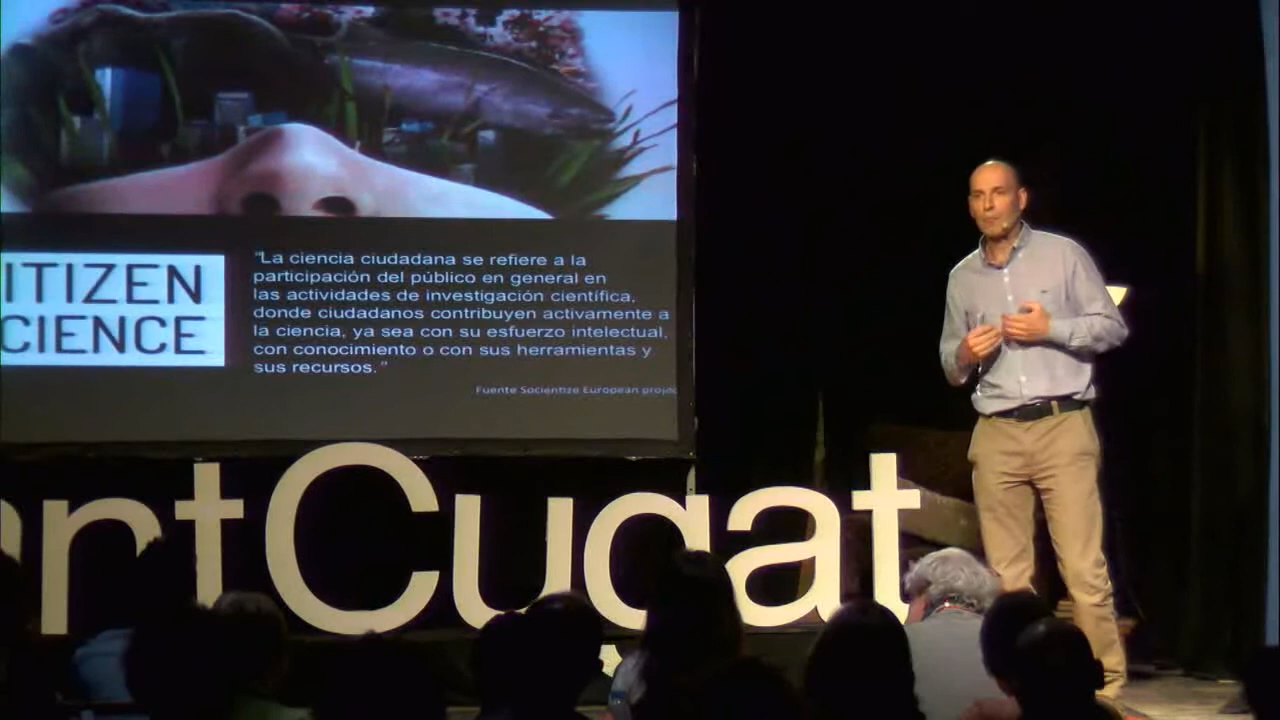 ITIZEN
CIENCE
"La ciencia ciudadana se refiere a la
participación del público en general en
las actividades de investigación científica,
donde ciudadanos contribuyen activamente a
la ciencia, ya sea con su esfuerzo intelectual,
con conocimiento o con sus herramientas y
sus recursos."
Fuente Socientize European projec
antCugat